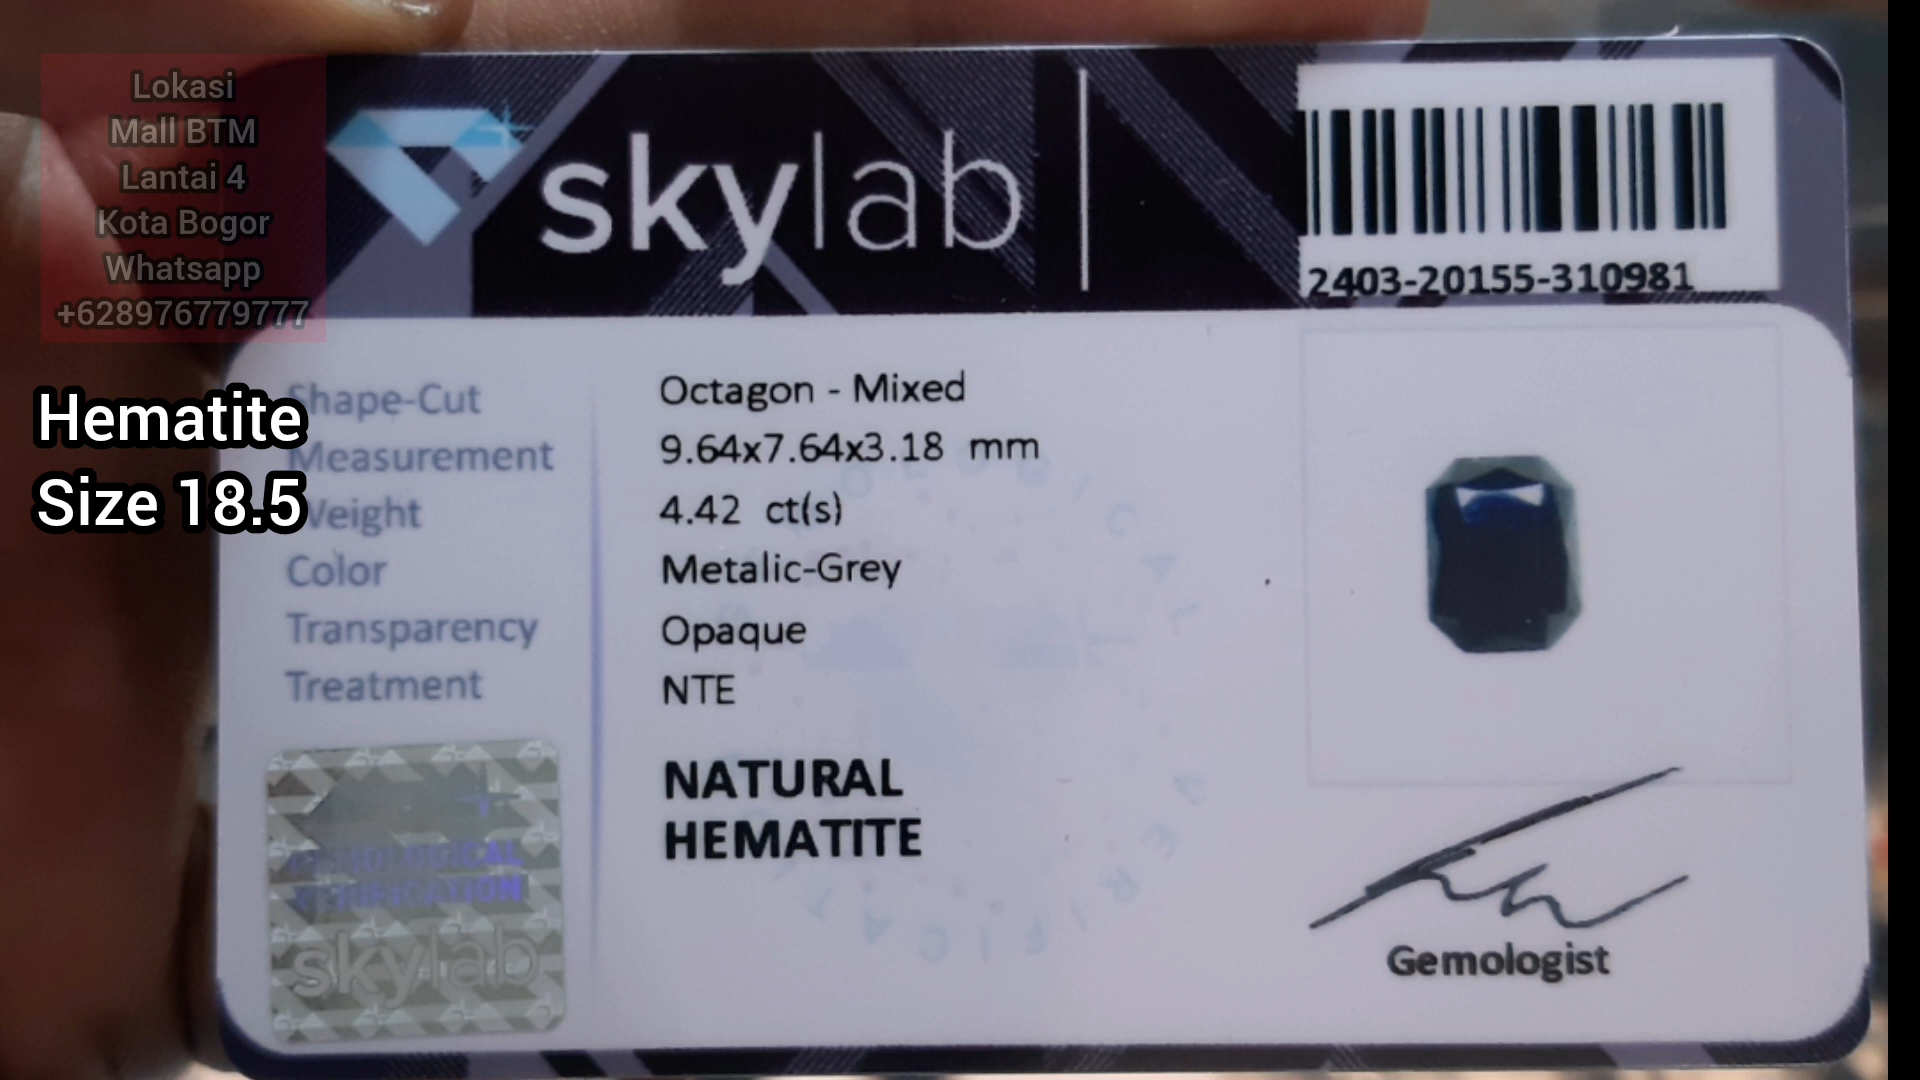 Lokasi
Mall BTM
Lantai 4
Kota Bogor
Whatsapp
+628976779777
Hematite
Size 18.5
skylab
2403-20155-310981
Shape-Cut Octagon - Mixed
Measurement 9.64x7.64x3.18 mm
Weight 4.42 ct(s)
Color Metalic-Grey
Transparency Opaque
Treatment NTE
NATURAL
HEMATITE
GEMOLOGICAL
VERIFICATION
skylab
Gemologist